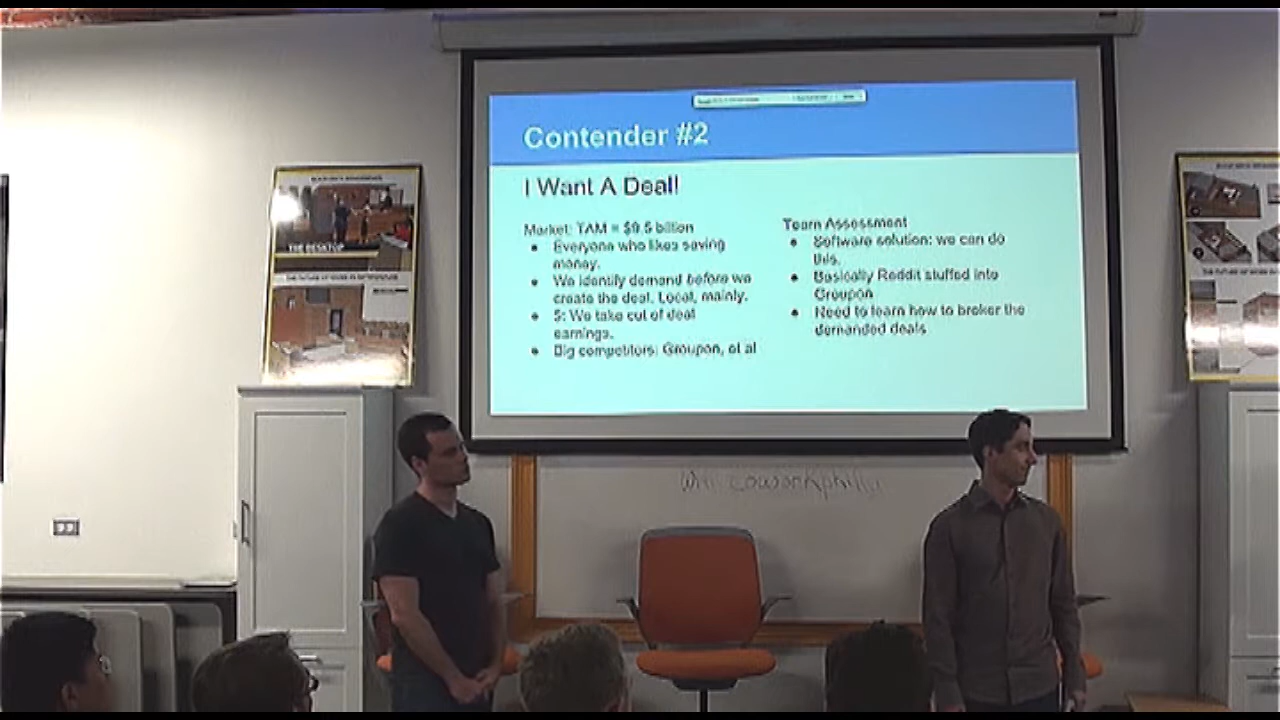 Contender #2
I Want A Deal!
Market: TAM = $9.5 billion
● Everyone who likes saving
money.
● We identify demand before we
create the deal. Local, mainly.
● $: We take cut of deal
earnings.
● Big competitors: Groupon, et al
Team Assessment
● Software solution: we can do
this.
● Basically Reddit stuffed into
Groupon
● Need to learn how to broker the
demanded deals
THE DESKTOP
coworkphilly